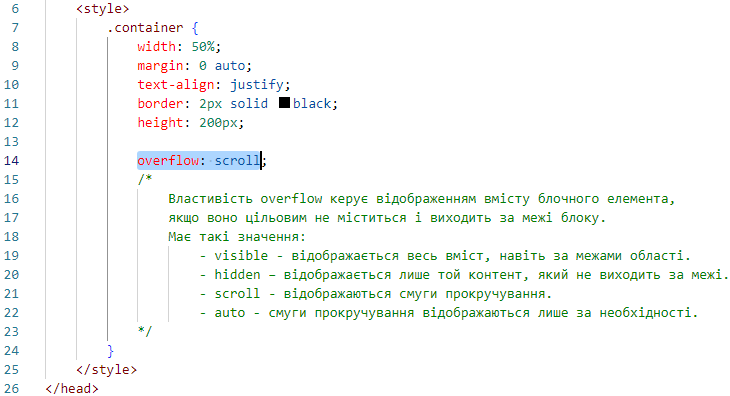 6 <style>
7 .container {
8 width: 50%;
9 margin: 0 auto;
10 text-align: justify;
11 border: 2px solid black;
12 height: 200px;
13
14 overflow: scroll;
15 /*
16 Властивість overflow керує відображенням вмісту блочного елемента,
17 якщо воно цільовим не міститься і виходить за межі блоку.
18 Має такі значення:
19 - visible - відображається весь вміст, навіть за межами області.
20 - hidden – відображається лише той контент, який не виходить за межі.
21 - scroll - відображаються смуги прокручування.
22 - auto - смуги прокручування відображаються лише за необхідності.
23 */
24 }
25 </style>
26 </head>